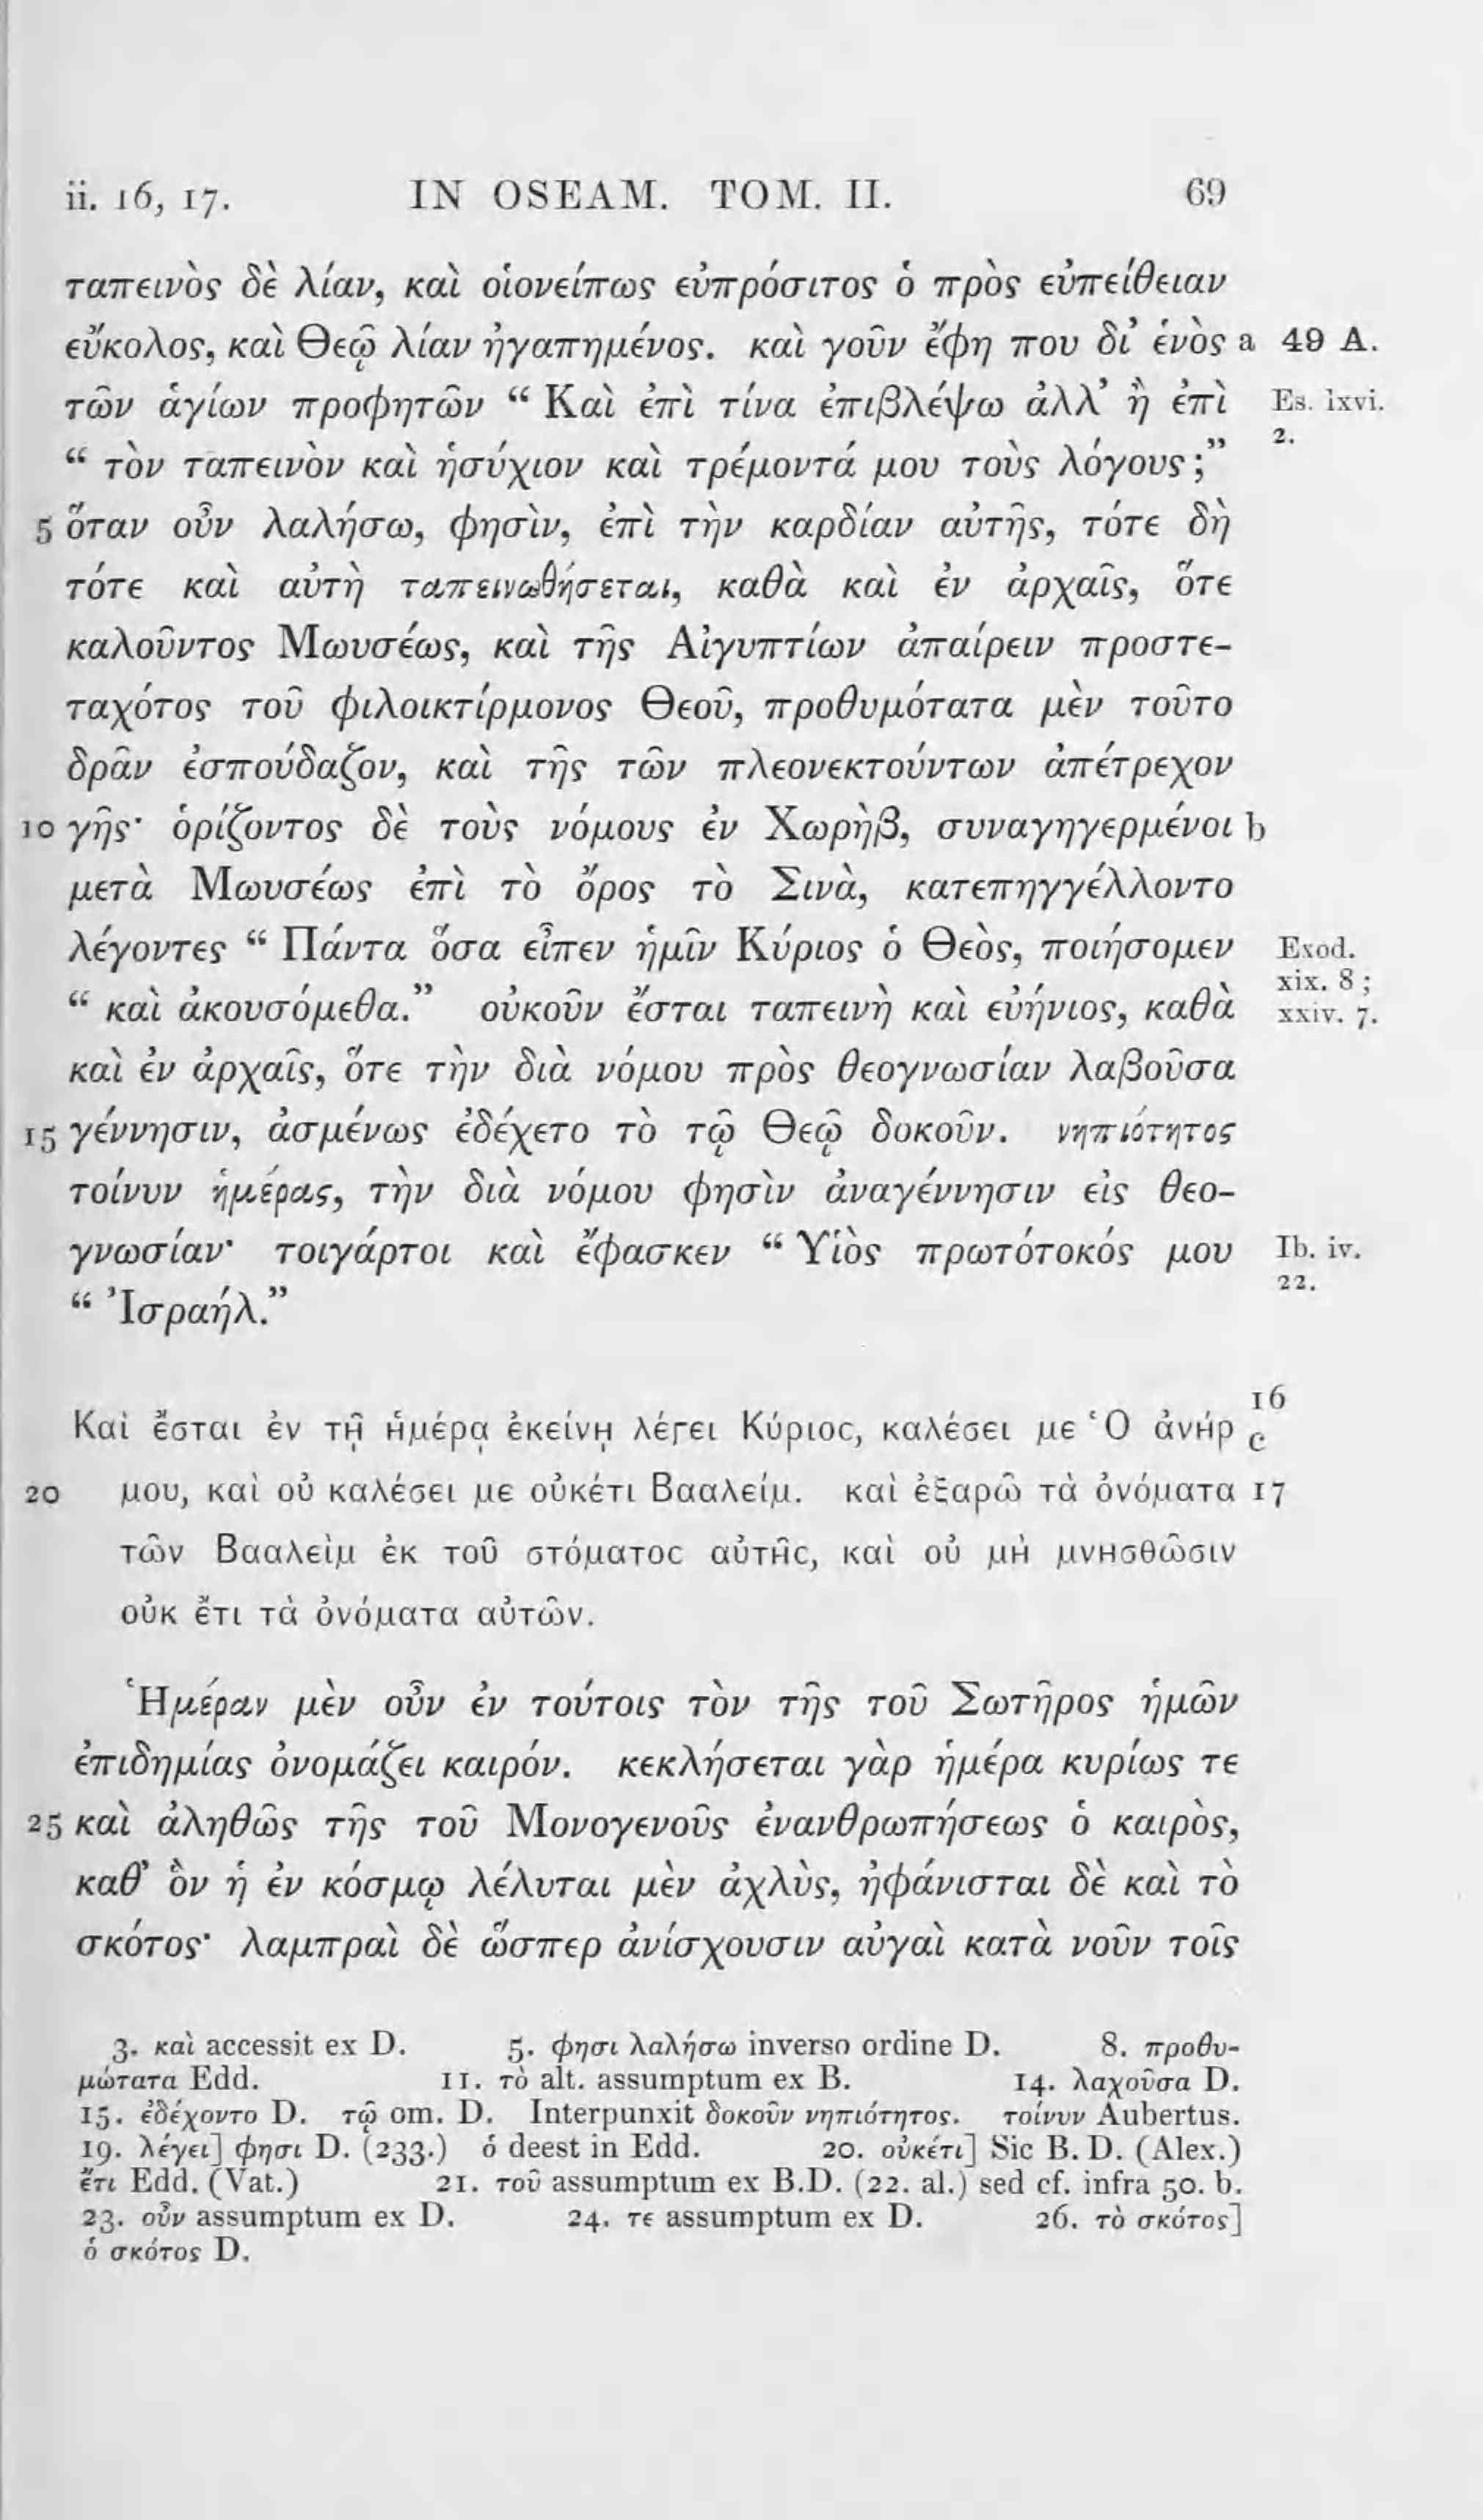 ii. 16, 17. IN OSEAM. TOM. II. 69
ταπεινὸς δὲ λίαν, καὶ οἱονείπως εὐπρόσιτος ὁ πρὸς εὐπείθειαν
εὔκολος, καὶ Θεῷ λίαν ἠγαπημένος. καὶ γοῦν ἔφη που δι’ ἑνὸς a 49 A.
τῶν ἁγίων προφητῶν “ Καὶ ἐπὶ τίνα ἐπιβλέψω ἀλλ’ ἢ ἐπὶ Es. lxvi.
“ τὸν ταπεινὸν καὶ ἡσύχιον καὶ τρέμοντά μου τοὺς λόγους ;” 2.
5 ὅταν οὖν λαλήσω, φησὶν, ἐπὶ τὴν καρδίαν αὐτῆς, τότε δὴ
τότε καὶ αὐτὴ ταπεινωθήσεται, καθὰ καὶ ἐν ἀρχαῖς, ὅτε
καλοῦντος Μωυσέως, καὶ τῆς Αἰγυπτίων ἀπαίρειν προστε-
ταχότος τοῦ φιλοικτίρμονος Θεοῦ, προθυμότατα μὲν τοῦτο
δρᾶν ἐσπούδαζον, καὶ τῆς τῶν πλεονεκτούντων ἀπέτρεχον
10 γῆς· ὁρίζοντος δὲ τοὺς νόμους ἐν Χωρὴβ, συναγηγερμένοι b
μετὰ Μωυσέως ἐπὶ τὸ ὄρος τὸ Σινὰ, κατεπηγγέλλοντο
λέγοντες “ Πάντα ὅσα εἶπεν ἡμῖν Κύριος ὁ Θεὸς, ποιήσομεν Exod.
xix. 8 ;
“ καὶ ἀκουσόμεθα.” οὐκοῦν ἔσται ταπεινὴ καὶ εὐήνιος, καθὰ xxiv. 7.
καὶ ἐν ἀρχαῖς, ὅτε τὴν διὰ νόμου πρὸς θεογνωσίαν λαβοῦσα
15 γέννησιν, ἀσμένως ἐδέχετο τὸ τῷ Θεῷ δοκοῦν. νηπιότητος
τοίνυν ἡμέρας, τὴν διὰ νόμου φησὶν ἀναγέννησιν εἰς θεο-
γνωσίαν· τοιγάρτοι καὶ ἔφασκεν “ Υἱὸς πρωτότοκός μου Ib. iv.
22.
“ Ἰσραήλ.”
16
Καὶ ἔσται ἐν τῇ ἡμέρᾳ ἐκείνῃ λέγει Κύριος, καλέσει με Ὁ ἀνήρ c
20 μου, καὶ οὐ καλέσει με οὐκέτι Βααλείμ. καὶ ἐξαρῶ τὰ ὀνόματα 17
τῶν Βααλεὶμ ἐκ τοῦ στόματος αὐτῆς, καὶ οὐ μὴ μνησθῶσιν
οὐκ ἔτι τὰ ὀνόματα αὐτῶν.
Ἡμέραν μὲν οὖν ἐν τούτοις τὸν τῆς τοῦ Σωτῆρος ἡμῶν
ἐπιδημίας ὀνομάζει καιρόν. κεκλήσεται γὰρ ἡμέρα κυρίως τε
25 καὶ ἀληθῶς τῆς τοῦ Μονογενοῦς ἐνανθρωπήσεως ὁ καιρὸς,
καθ’ ὃν ἡ ἐν κόσμῳ λέλυται μὲν ἀχλὺς, ἠφάνισται δὲ καὶ τὸ
σκότος· λαμπραὶ δὲ ὥσπερ ἀνίσχουσιν αὐγαὶ κατὰ νοῦν τοῖς
3. καὶ accessit ex D. 5. φησι λαλήσω inverso ordine D. 8. προθυ-
μώτατα Edd. 11. τὸ alt. assumptum ex B. 14. λαχοῦσα D.
15. ἐδέχοντο D. τῷ om. D. Interpunxit δοκοῦν νηπιότητος. τοίνυν Aubertus.
19. λέγει] φησι D. (233.) ὁ deest in Edd. 20. οὐκέτι] Sic B. D. (Alex.)
ἔτι Edd. (Vat.) 21. τοῦ assumptum ex B.D. (22. al.) sed cf. infra 50. b.
23. οὖν assumptum ex D. 24. τε assumptum ex D. 26. τὸ σκότος]
ὁ σκότος D.